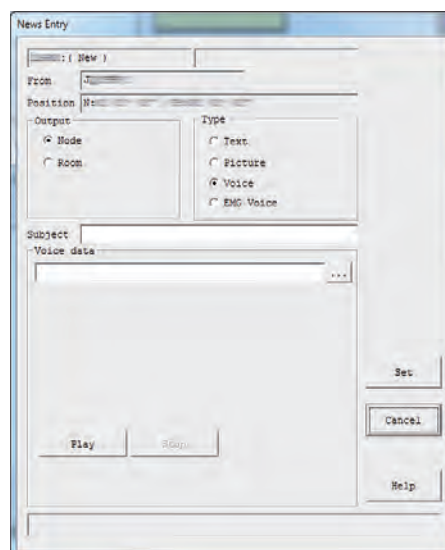 News Entry
:( New )
From J
Position N:
Output
Node
Room
Type
Text
Picture
Voice
EMG Voice
Subject
Voice data
...
Play
Stop
Set
Cancel
Help